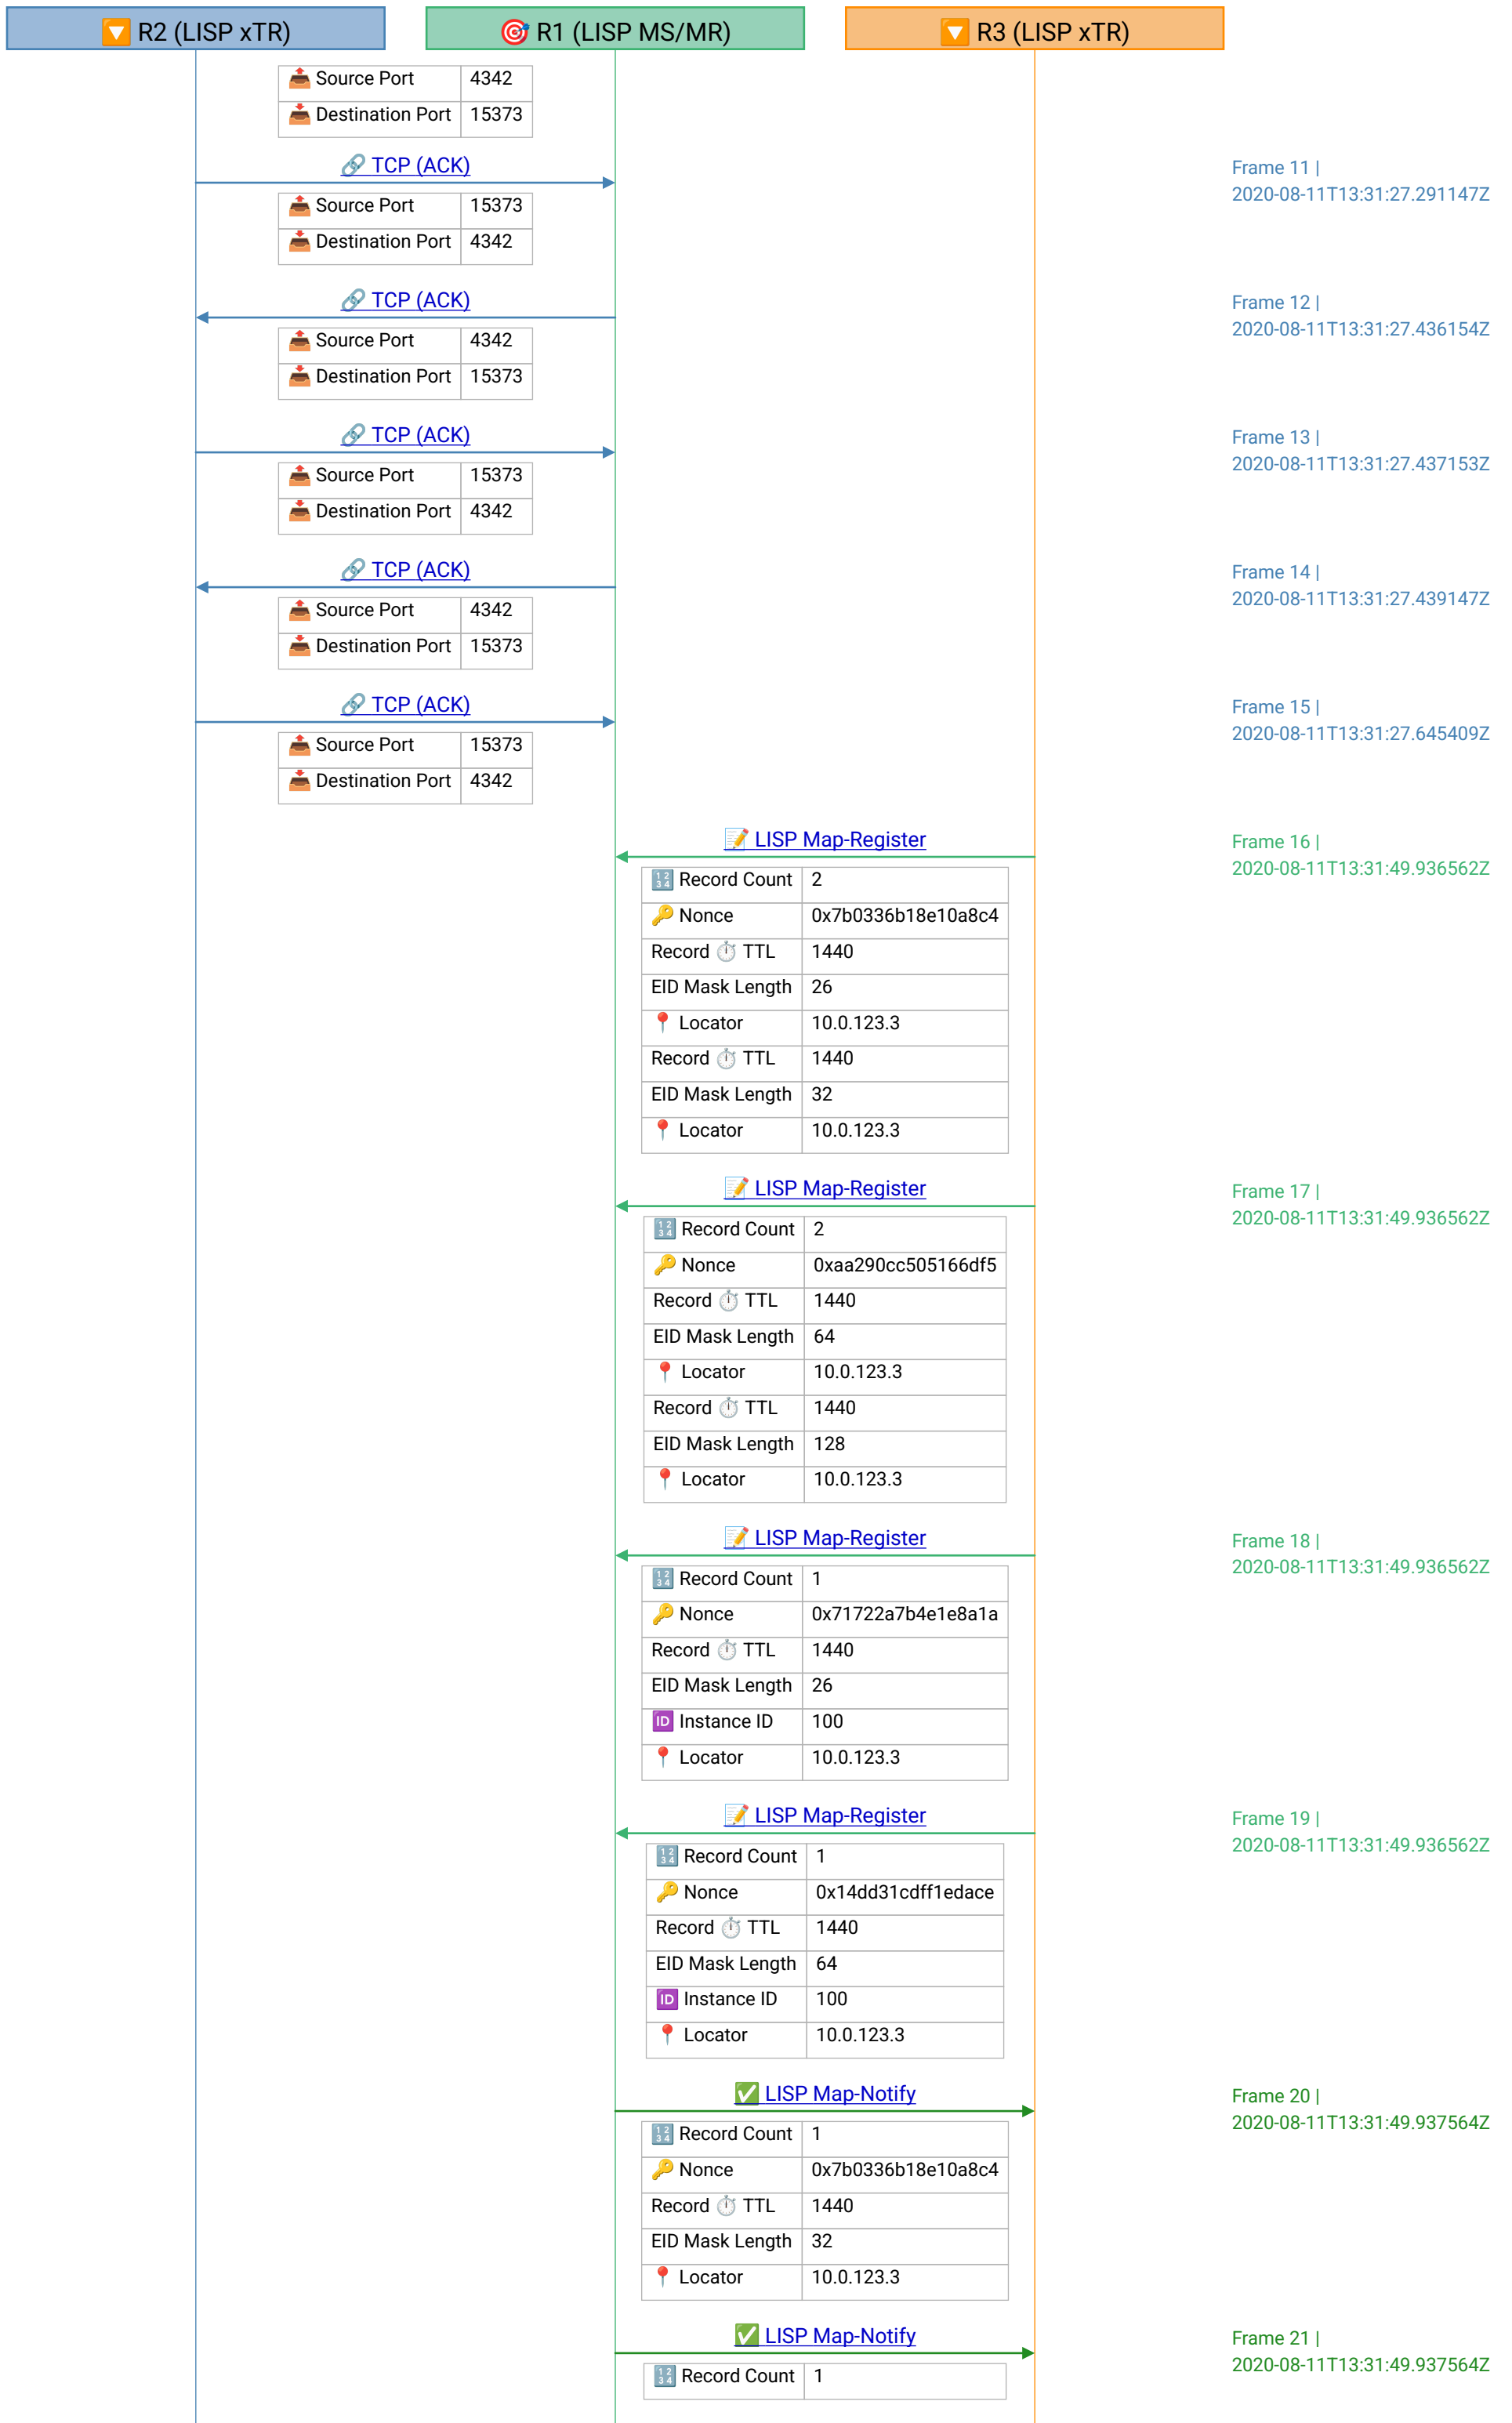 🔽 R2 (LISP xTR)
🎯 R1 (LISP MS/MR)
🔽 R3 (LISP xTR)
📤 Source Port 4342
📥 Destination Port 15373
🔗 TCP (ACK)
Frame 11 |
2020-08-11T13:31:27.291147Z
📤 Source Port 15373
📥 Destination Port 4342
🔗 TCP (ACK)
Frame 12 |
2020-08-11T13:31:27.436154Z
📤 Source Port 4342
📥 Destination Port 15373
🔗 TCP (ACK)
Frame 13 |
2020-08-11T13:31:27.437153Z
📤 Source Port 15373
📥 Destination Port 4342
🔗 TCP (ACK)
Frame 14 |
2020-08-11T13:31:27.439147Z
📤 Source Port 4342
📥 Destination Port 15373
🔗 TCP (ACK)
Frame 15 |
2020-08-11T13:31:27.645409Z
📤 Source Port 15373
📥 Destination Port 4342
📝 LISP Map-Register
Frame 16 |
2020-08-11T13:31:49.936562Z
🔢 Record Count 2
🔑 Nonce 0x7b0336b18e10a8c4
Record ⏱️ TTL 1440
EID Mask Length 26
📍 Locator 10.0.123.3
Record ⏱️ TTL 1440
EID Mask Length 32
📍 Locator 10.0.123.3
📝 LISP Map-Register
Frame 17 |
2020-08-11T13:31:49.936562Z
🔢 Record Count 2
🔑 Nonce 0xaa290cc505166df5
Record ⏱️ TTL 1440
EID Mask Length 64
📍 Locator 10.0.123.3
Record ⏱️ TTL 1440
EID Mask Length 128
📍 Locator 10.0.123.3
📝 LISP Map-Register
Frame 18 |
2020-08-11T13:31:49.936562Z
🔢 Record Count 1
🔑 Nonce 0x71722a7b4e1e8a1a
Record ⏱️ TTL 1440
EID Mask Length 26
🆔 Instance ID 100
📍 Locator 10.0.123.3
📝 LISP Map-Register
Frame 19 |
2020-08-11T13:31:49.936562Z
🔢 Record Count 1
🔑 Nonce 0x14dd31cdff1edace
Record ⏱️ TTL 1440
EID Mask Length 64
🆔 Instance ID 100
📍 Locator 10.0.123.3
✅ LISP Map-Notify
Frame 20 |
2020-08-11T13:31:49.937564Z
🔢 Record Count 1
🔑 Nonce 0x7b0336b18e10a8c4
Record ⏱️ TTL 1440
EID Mask Length 32
📍 Locator 10.0.123.3
✅ LISP Map-Notify
Frame 21 |
2020-08-11T13:31:49.937564Z
🔢 Record Count 1